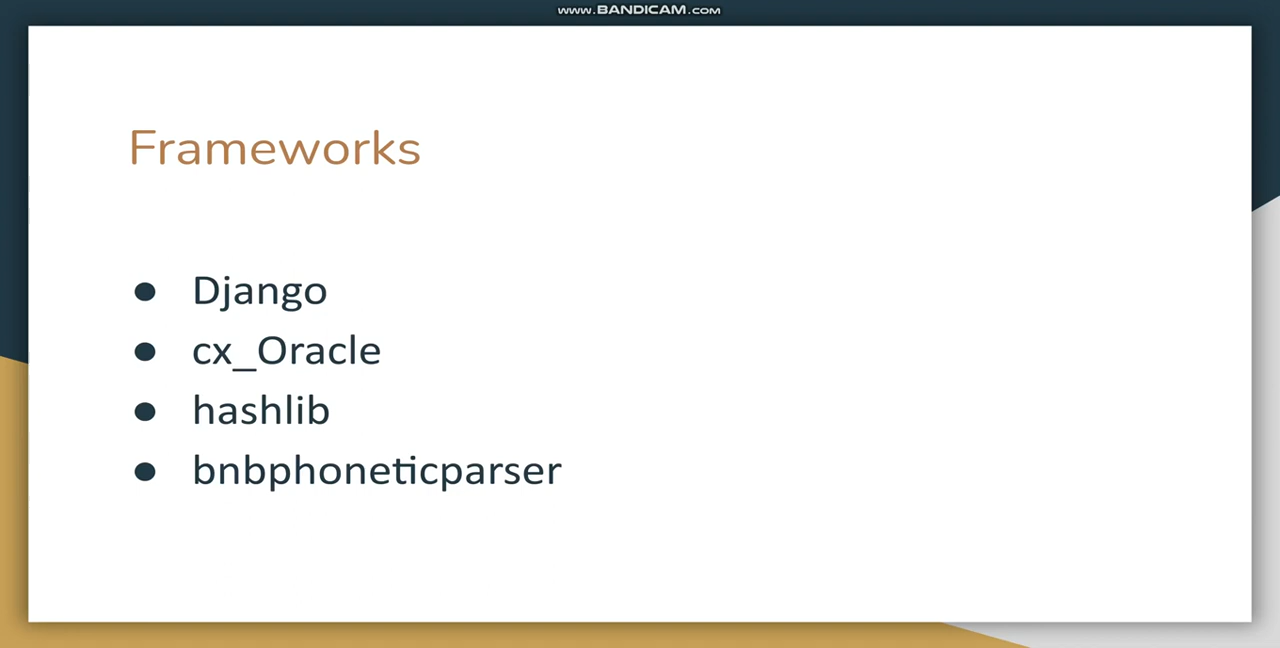 www.BANDICAM.com
Frameworks
● Django
● cx_Oracle
● hashlib
● bnbphoneticparser